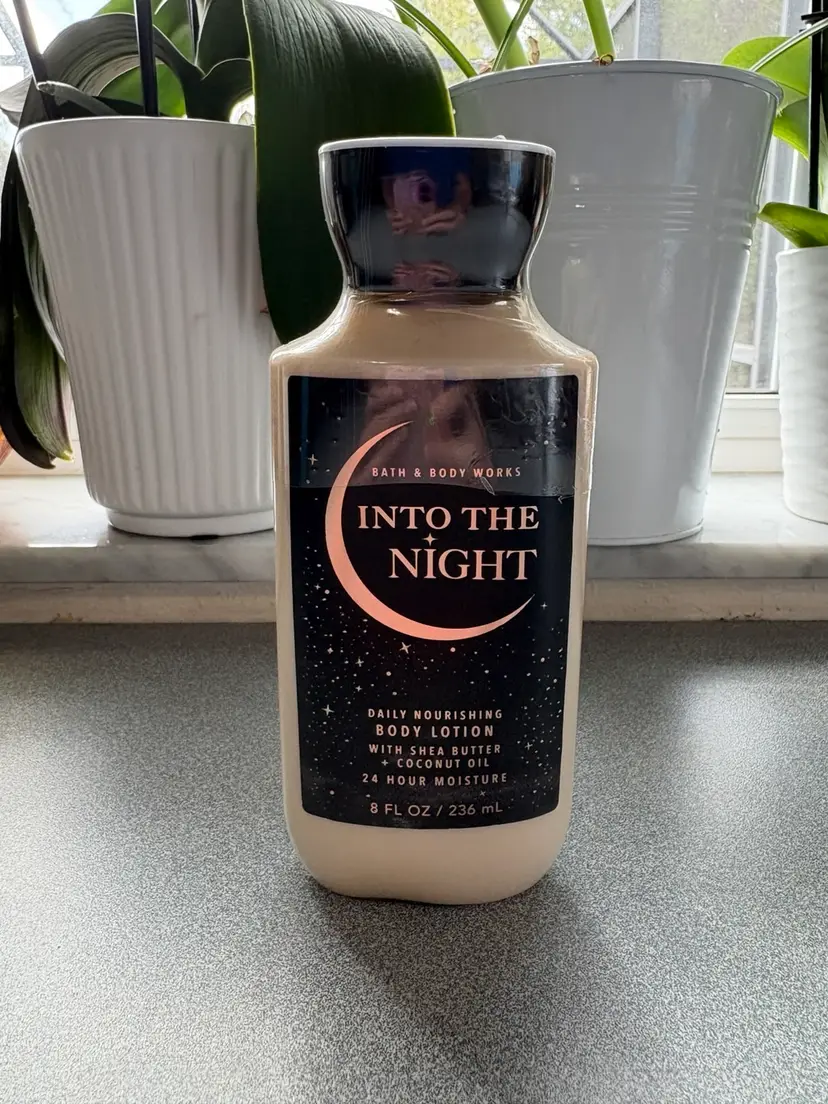 BATH & BODY WORKS
INTO THE
NIGHT
DAILY NOURISHING
BODY LOTION
WITH SHEA BUTTER
+ COCONUT OIL
24 HOUR MOISTURE
8 FL OZ / 236 mL